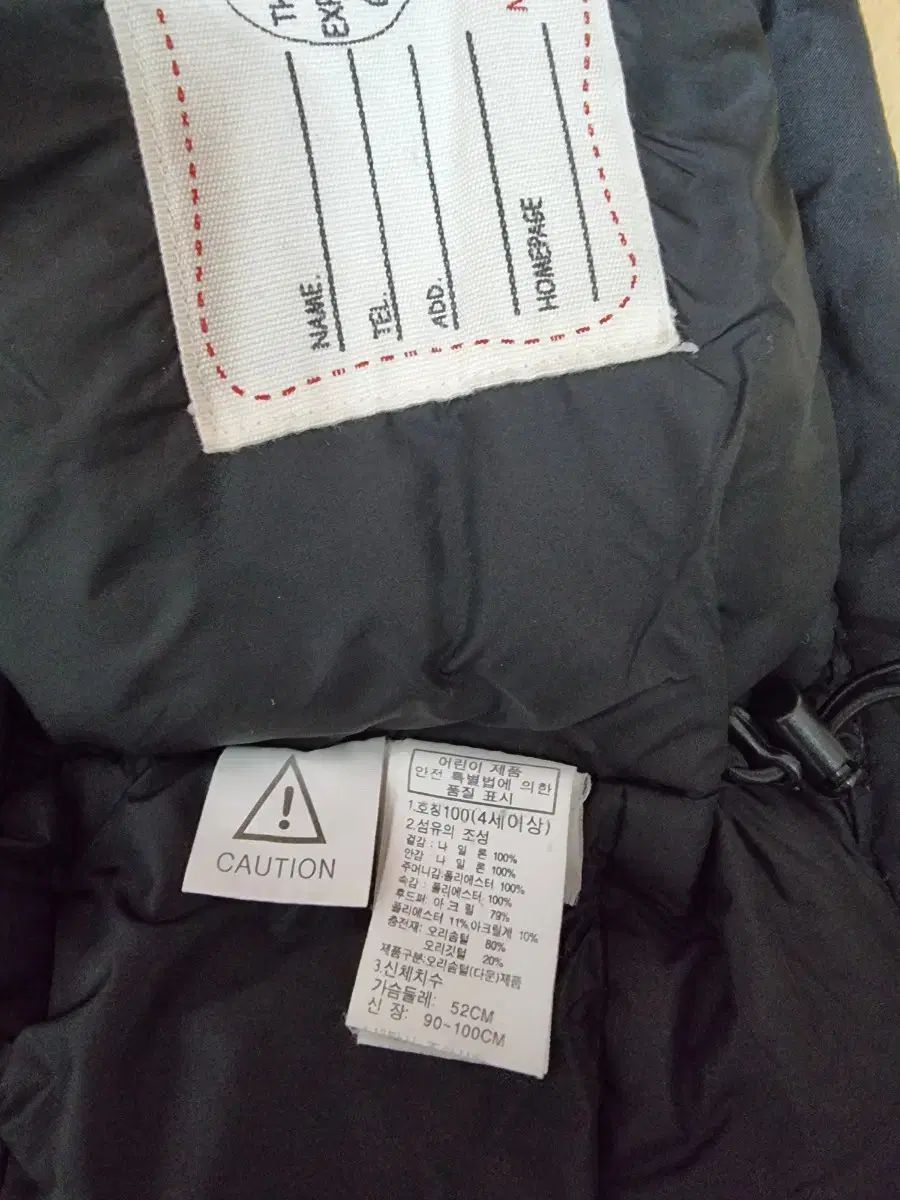 NAME.
TEL.
ADD.
HOMEPAGE
CAUTION
어린이 제품
안전 특별법에 의한
품질 표시
1.호칭100(4세이상)
2.섬유의 조성
겉감 : 나 일 론 100%
안감 나 일 론 100%
주머니감:폴리에스터 100%
속감 : 폴리에스터 100%
후드퍼: 아 크 릴 79%
폴리에스터 11%,아크릴계 10%
충전재: 오리솜털 80%
오리깃털 20%
제품구분:오리솜털(다운)제품
3.신체치수
가슴둘레: 52CM
신 장: 90~100CM